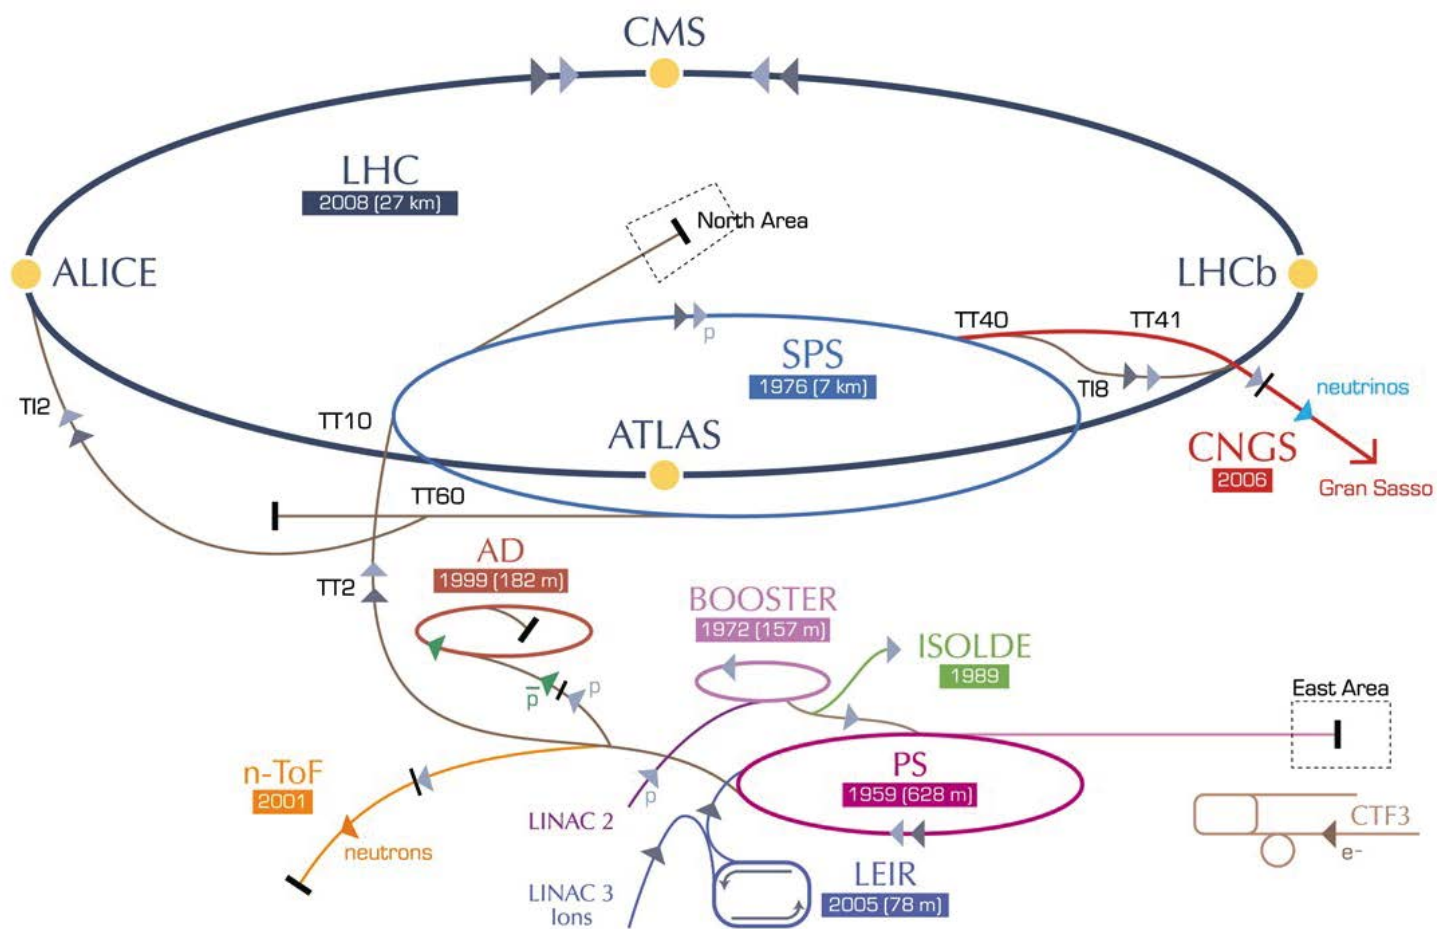 CMS
LHC
2008 (27 km)
North Area
ALICE
LHCb
TT40
TT41
p
SPS
1976 (7 km)
TI8
neutrinos
TI2
TT10
ATLAS
CNGS
2006
Gran Sasso
TT60
AD
1999 (182 m)
TT2
BOOSTER
1972 (157 m)
ISOLDE
1989
p̅
p
East Area
n-ToF
2001
PS
1959 (628 m)
p
LINAC 2
neutrons
CTF3
e-
LINAC 3
Ions
LEIR
2005 (78 m)